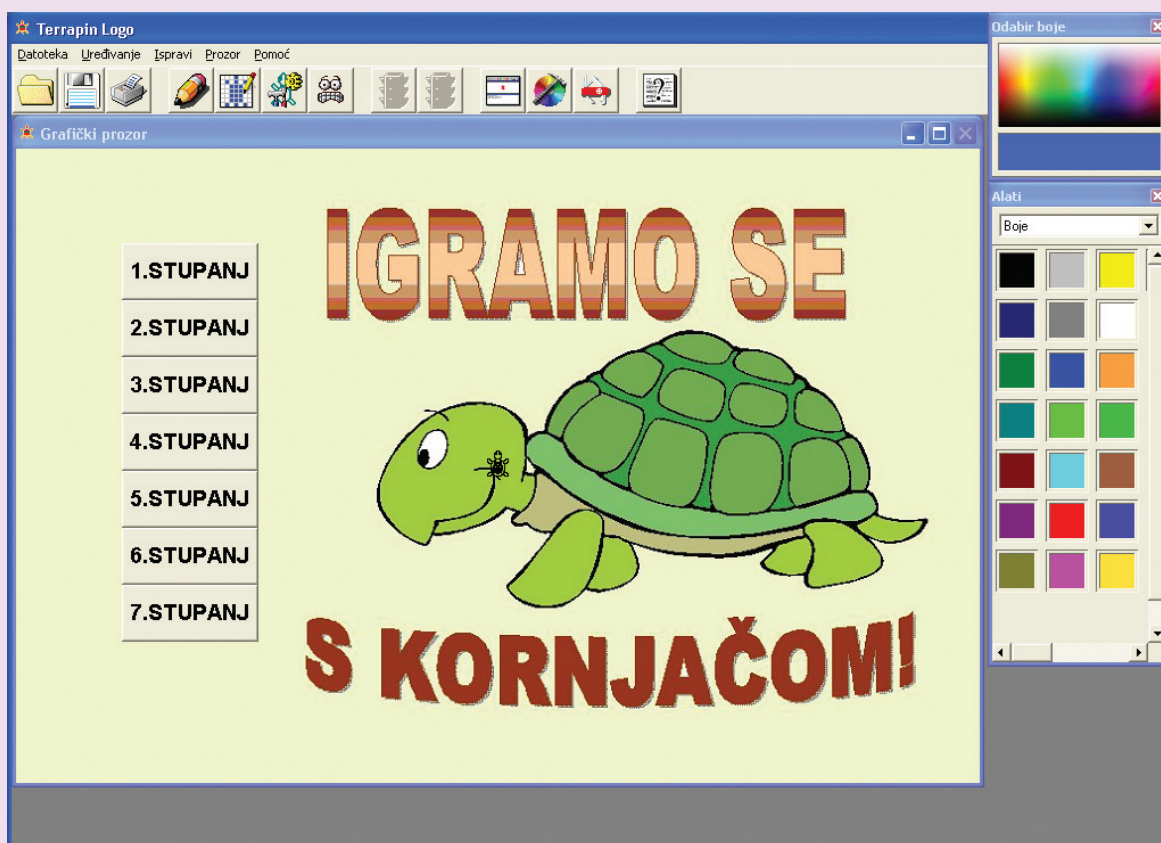 Terrapin Logo
Datoteka Uređivanje Ispravi Prozor Pomoć
Grafički prozor
IGRAMO SE
1.STUPANJ
2.STUPANJ
3.STUPANJ
4.STUPANJ
5.STUPANJ
6.STUPANJ
7.STUPANJ
S KORNJAČOM!
Odabir boje
Alati
Boje